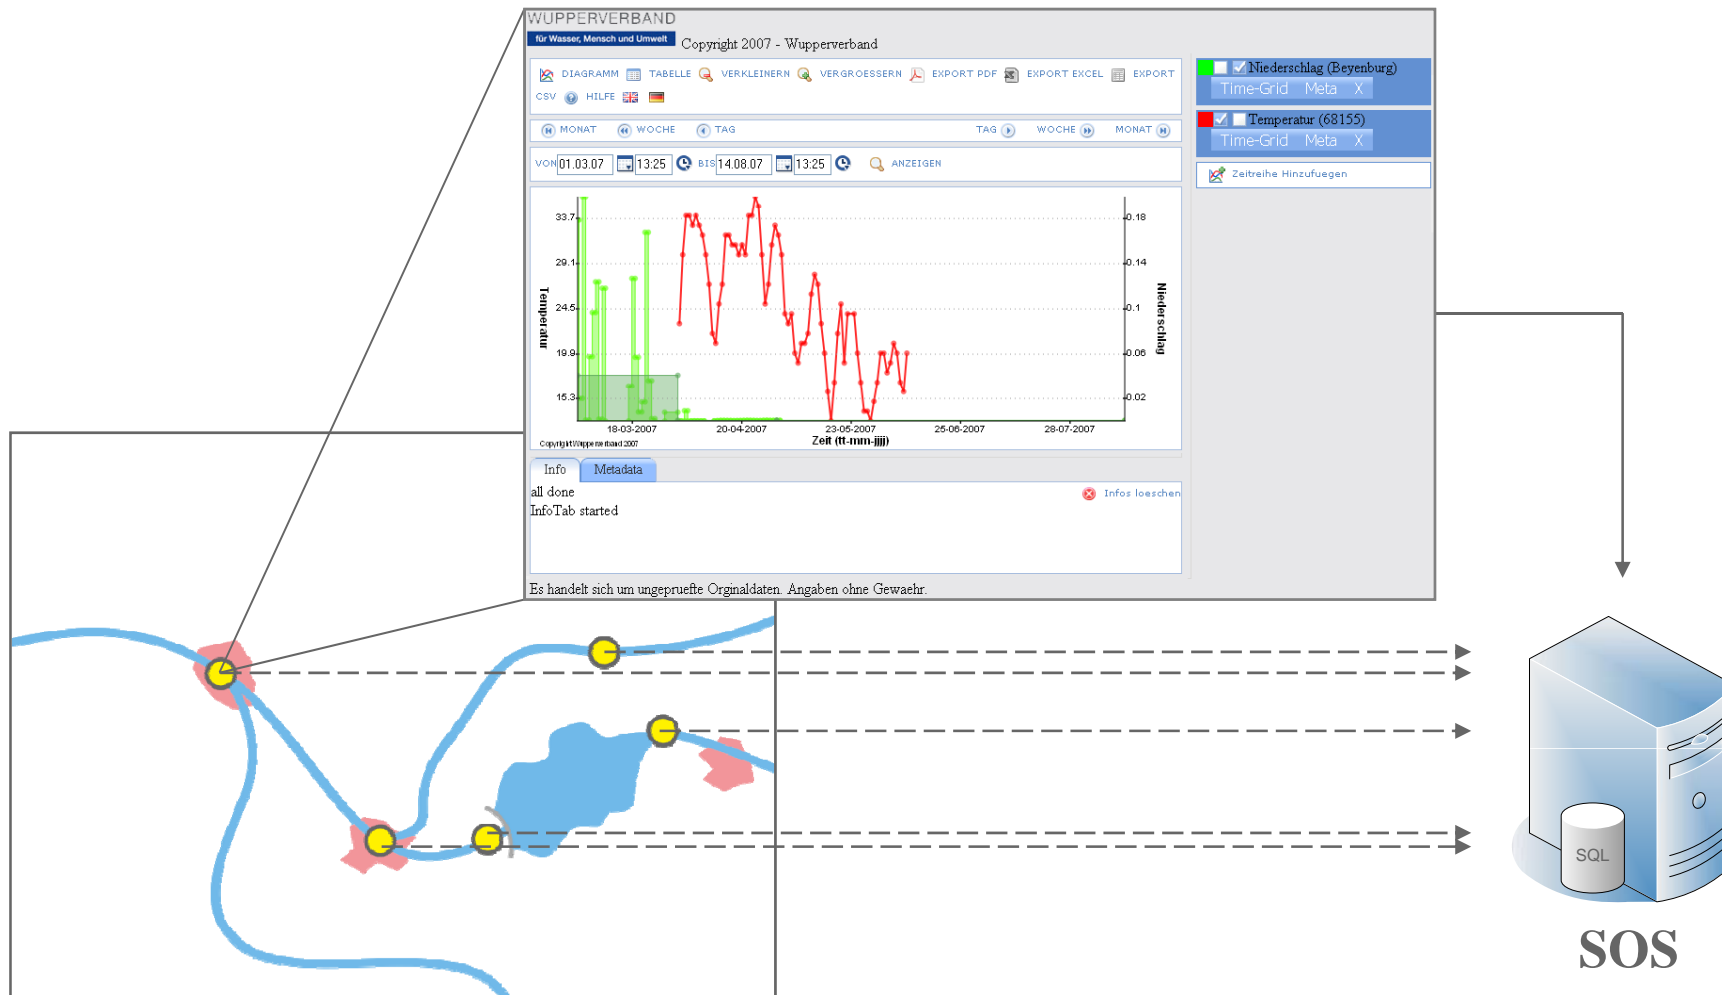 WUPPERVERBAND
für Wasser, Mensch und Umwelt
Copyright 2007 - Wupperverband
DIAGRAMM TABELLE VERKLEINERN VERGROESSERN EXPORT PDF EXPORT EXCEL EXPORT
CSV HILFE
MONAT WOCHE TAG TAG WOCHE MONAT
VON 01.03.07 13:25 BIS 14.08.07 13:25 ANZEIGEN
Niederschlag (Beyenburg)
Time-Grid Meta X
Temperatur (68155)
Time-Grid Meta X
Zeitreihe Hinzufuegen
Temperatur
33.7
29.1
24.5
19.9
15.3
0.18
0.14
0.1
0.06
0.02
Niederschlag
18-03-2007 20-04-2007 23-05-2007 25-06-2007 28-07-2007
Zeit (tt-mm-jjjj)
Copyright Wupperverband 2007
Info Metadata
all done
Infos loeschen
InfoTab started
Es handelt sich um ungepruefte Orginaldaten. Angaben ohne Gewaehr.
SQL
SOS